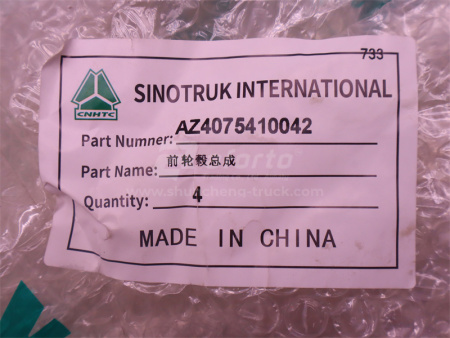 733
SINOTRUK INTERNATIONAL
CNHTC
Part Numner: AZ4075410042
Part Name: 前轮毂总成
Quantity: 4
MADE IN CHINA